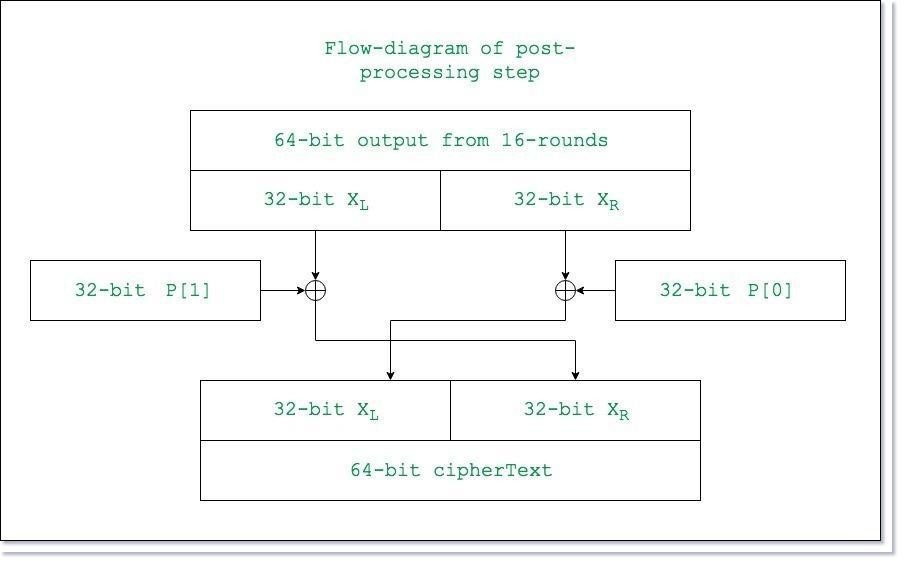 Flow-diagram of post-
processing step
64-bit output from 16-rounds
32-bit XL 32-bit XR
32-bit P[1] 32-bit P[0]
32-bit XL 32-bit XR
64-bit cipherText